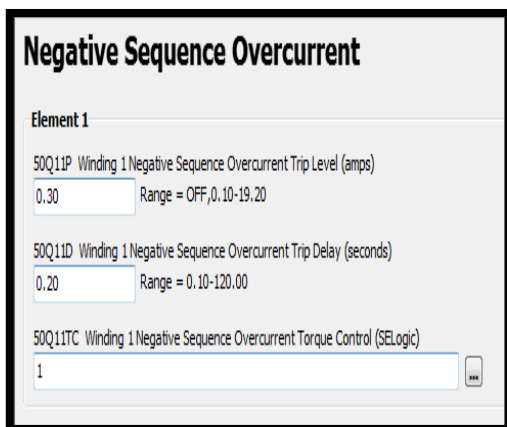 Negative Sequence Overcurrent
Element 1
50Q11P Winding 1 Negative Sequence Overcurrent Trip Level (amps)
0.30 Range = OFF,0.10-19.20
50Q11D Winding 1 Negative Sequence Overcurrent Trip Delay (seconds)
0.20 Range = 0.10-120.00
50Q11TC Winding 1 Negative Sequence Overcurrent Torque Control (SELogic)
1 ...